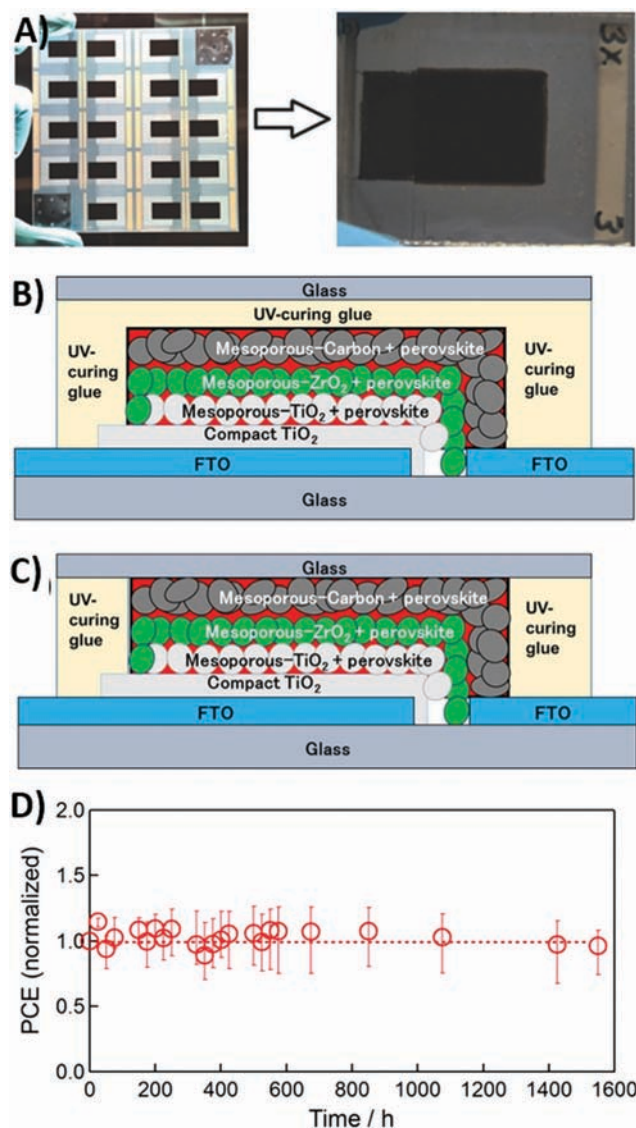 A)
b)
3x
3
B)
Glass
UV-curing glue
UV-
curing
glue
Mesoporous-Carbon + perovskite
Mesoporous-ZrO₂ + perovskite
Mesoporous-TiO₂ + perovskite
Compact TiO₂
UV-
curing
glue
FTO
FTO
Glass
C)
Glass
UV-
curing
glue
Mesoporous-Carbon + perovskite
Mesoporous-ZrO₂ + perovskite
Mesoporous-TiO₂ + perovskite
Compact TiO₂
UV-
curing
glue
FTO
FTO
Glass
D)
PCE (normalized)
2.0
1.5
1.0
0.5
0.0
0 200 400 600 800 1000 1200 1400 1600
Time / h